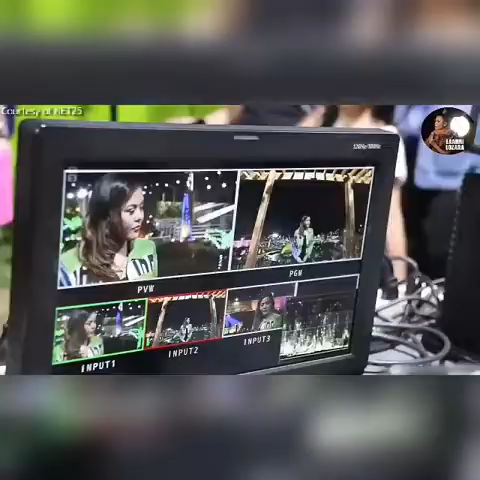 Courtesy of NET25
PVW
PGM
INPUT1
INPUT2
INPUT3